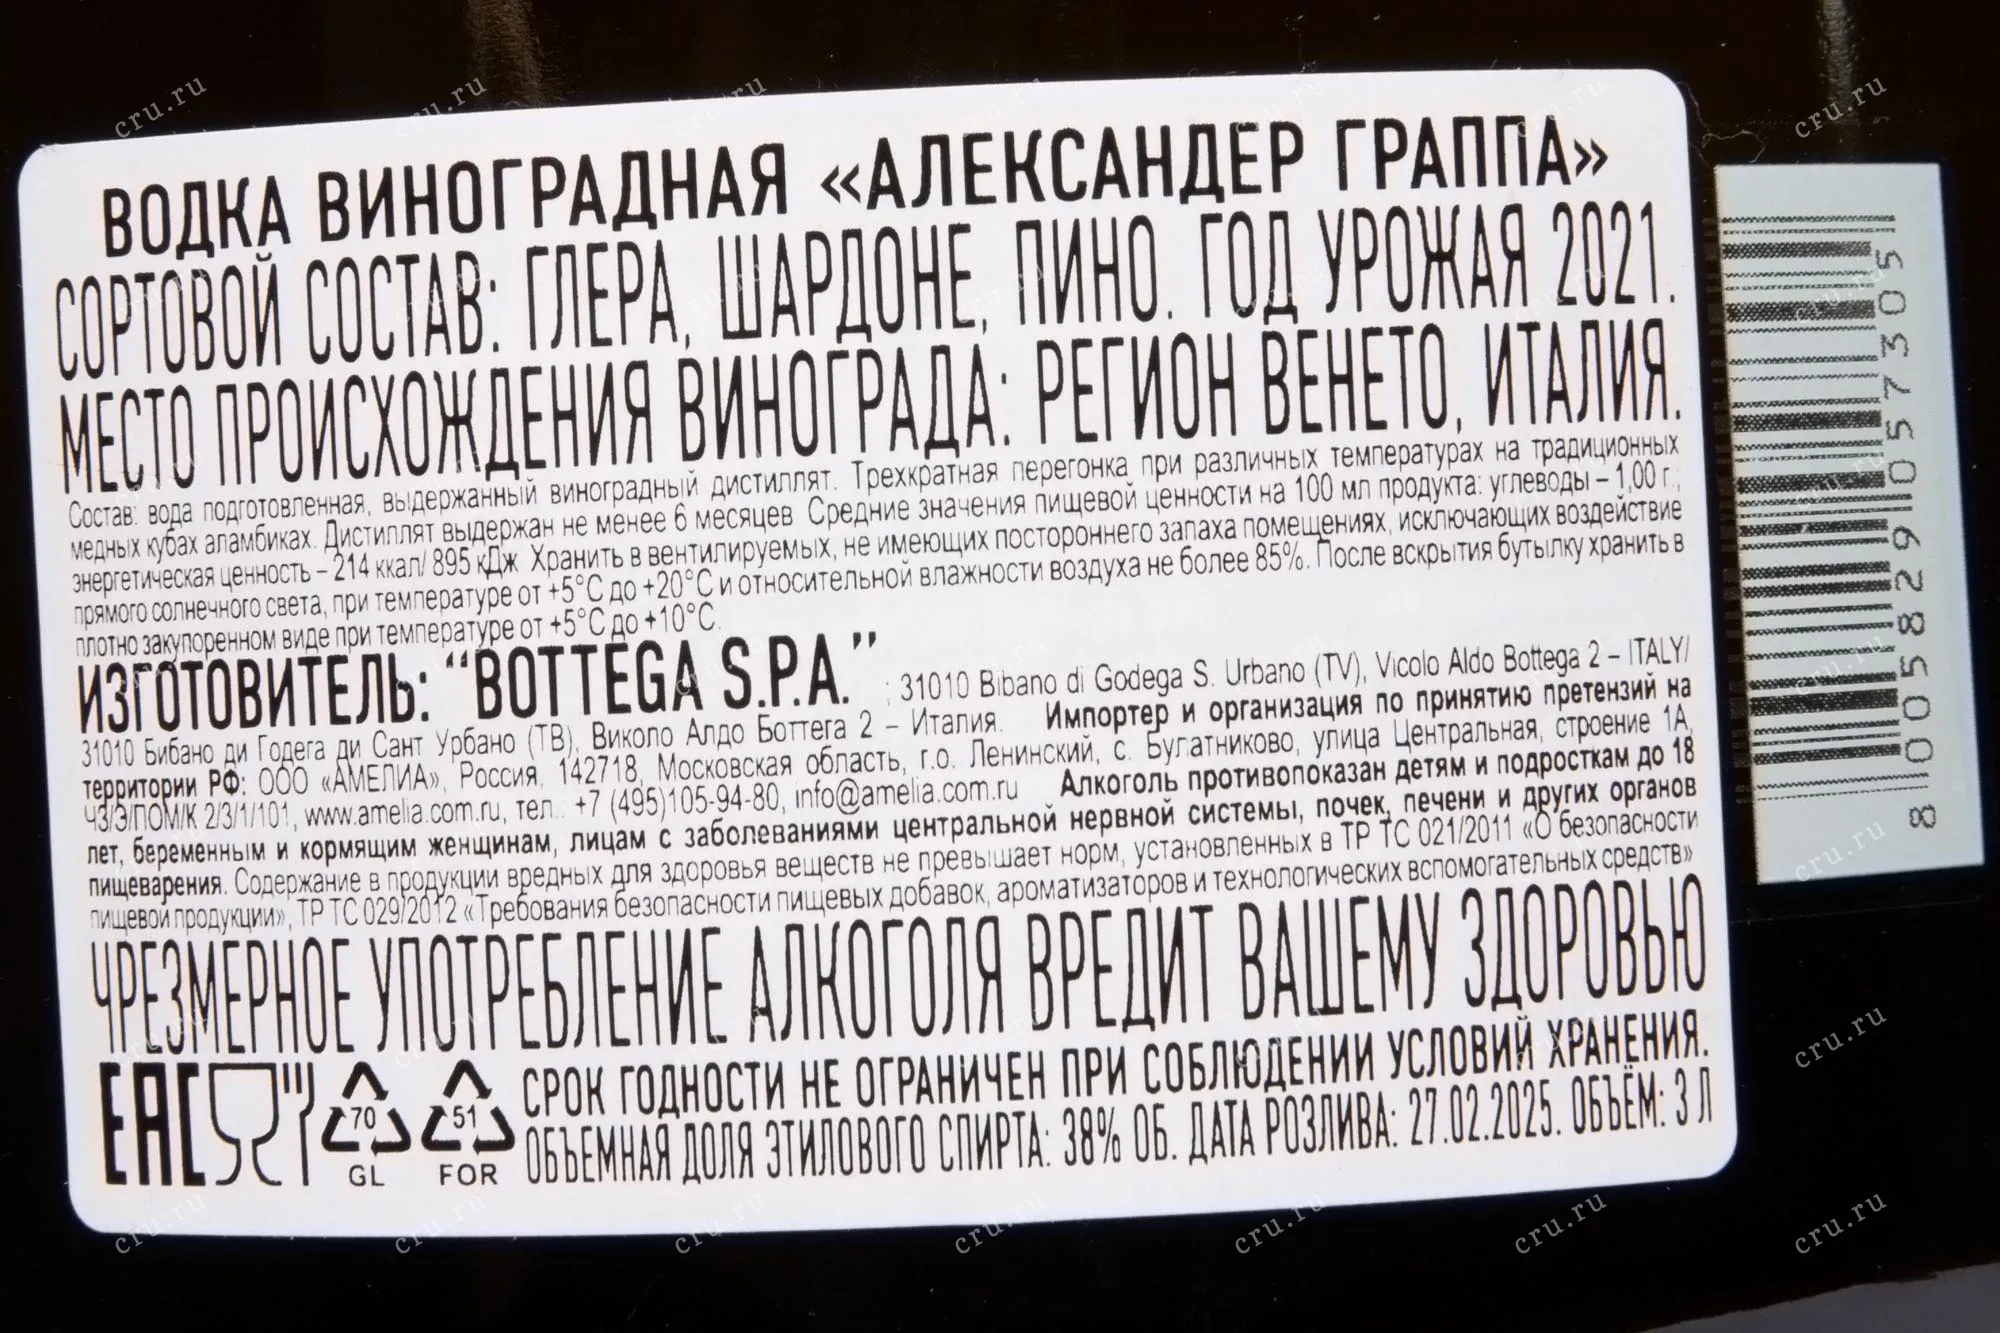 ВОДКА ВИНОГРАДНАЯ «АЛЕКСАНДЕР ГРАППА»
СОРТОВОЙ СОСТАВ: ГЛЕРА, ШАРДОНЕ, ПИНО. ГОД УРОЖАЯ 2021.
МЕСТО ПРОИСХОЖДЕНИЯ ВИНОГРАДА: РЕГИОН ВЕНЕТО, ИТАЛИЯ.
Состав: вода подготовленная, выдержанный виноградный дистиллят. Трехкратная перегонка при различных температурах на традиционных
медных кубах аламбиках. Дистиллят выдержан не менее 6 месяцев Средние значения пищевой ценности на 100 мл продукта: углеводы – 1,00 г.;
энергетическая ценность – 214 ккал/ 895 кДж Хранить в вентилируемых, не имеющих постороннего запаха помещениях, исключающих воздействие
прямого солнечного света, при температуре от +5°С до +20°С и относительной влажности воздуха не более 85%. После вскрытия бутылку хранить в
плотно закупоренном виде при температуре от +5°С до +10°С.
ИЗГОТОВИТЕЛЬ: “BOTTEGA S.P.A.” ; 31010 Bibano di Godega S. Urbano (TV), Vicolo Aldo Bottega 2 – ITALY/
31010 Бибано ди Годега ди Сант Урбано (ТВ), Виколо Алдо Боттега 2 – Италия. Импортер и организация по принятию претензий на
территории РФ: ООО «АМЕЛИА», Россия, 142718, Московская область, г.о. Ленинский, с. Булатниково, улица Центральная, строение 1А,
ЧЗ/Э/ПОМ/К 2/3/1/101, www.amelia.com.ru, тел.: +7 (495)105-94-80, info@amelia.com.ru Алкоголь противопоказан детям и подросткам до 18
лет, беременным и кормящим женщинам, лицам с заболеваниями центральной нервной системы, почек, печени и других органов
пищеварения. Содержание в продукции вредных для здоровья веществ не превышает норм, установленных в ТР ТС 021/2011 «О безопасности
пищевой продукции», ТР ТС 029/2012 «Требования безопасности пищевых добавок, ароматизаторов и технологических вспомогательных средств»
ЧРЕЗМЕРНОЕ УПОТРЕБЛЕНИЕ АЛКОГОЛЯ ВРЕДИТ ВАШЕМУ ЗДОРОВЬЮ
EAC 70 GL 51 FOR
СРОК ГОДНОСТИ НЕ ОГРАНИЧЕН ПРИ СОБЛЮДЕНИИ УСЛОВИЙ ХРАНЕНИЯ.
ОБЪЕМНАЯ ДОЛЯ ЭТИЛОВОГО СПИРТА: 38% ОБ. ДАТА РОЗЛИВА: 27.02.2025. ОБЪЁМ: 3 Л
8 005829 057305
cru.ru